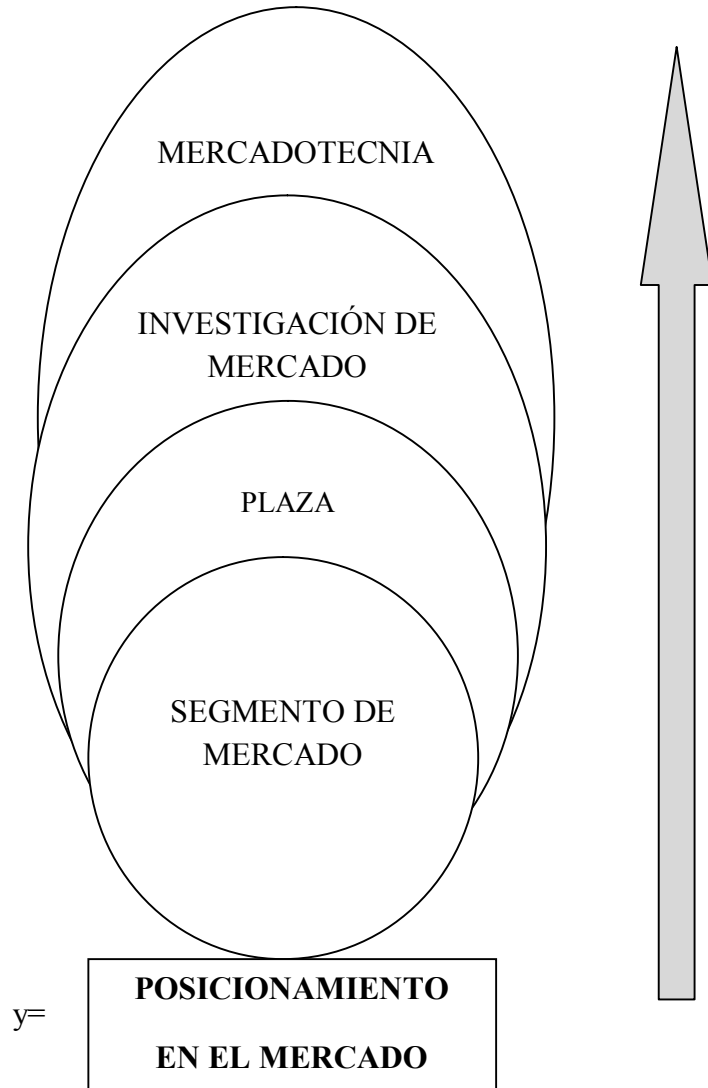 MERCADOTECNIA
INVESTIGACIÓN DE
MERCADO
PLAZA
SEGMENTO DE
MERCADO
POSICIONAMIENTO
y=
EN EL MERCADO